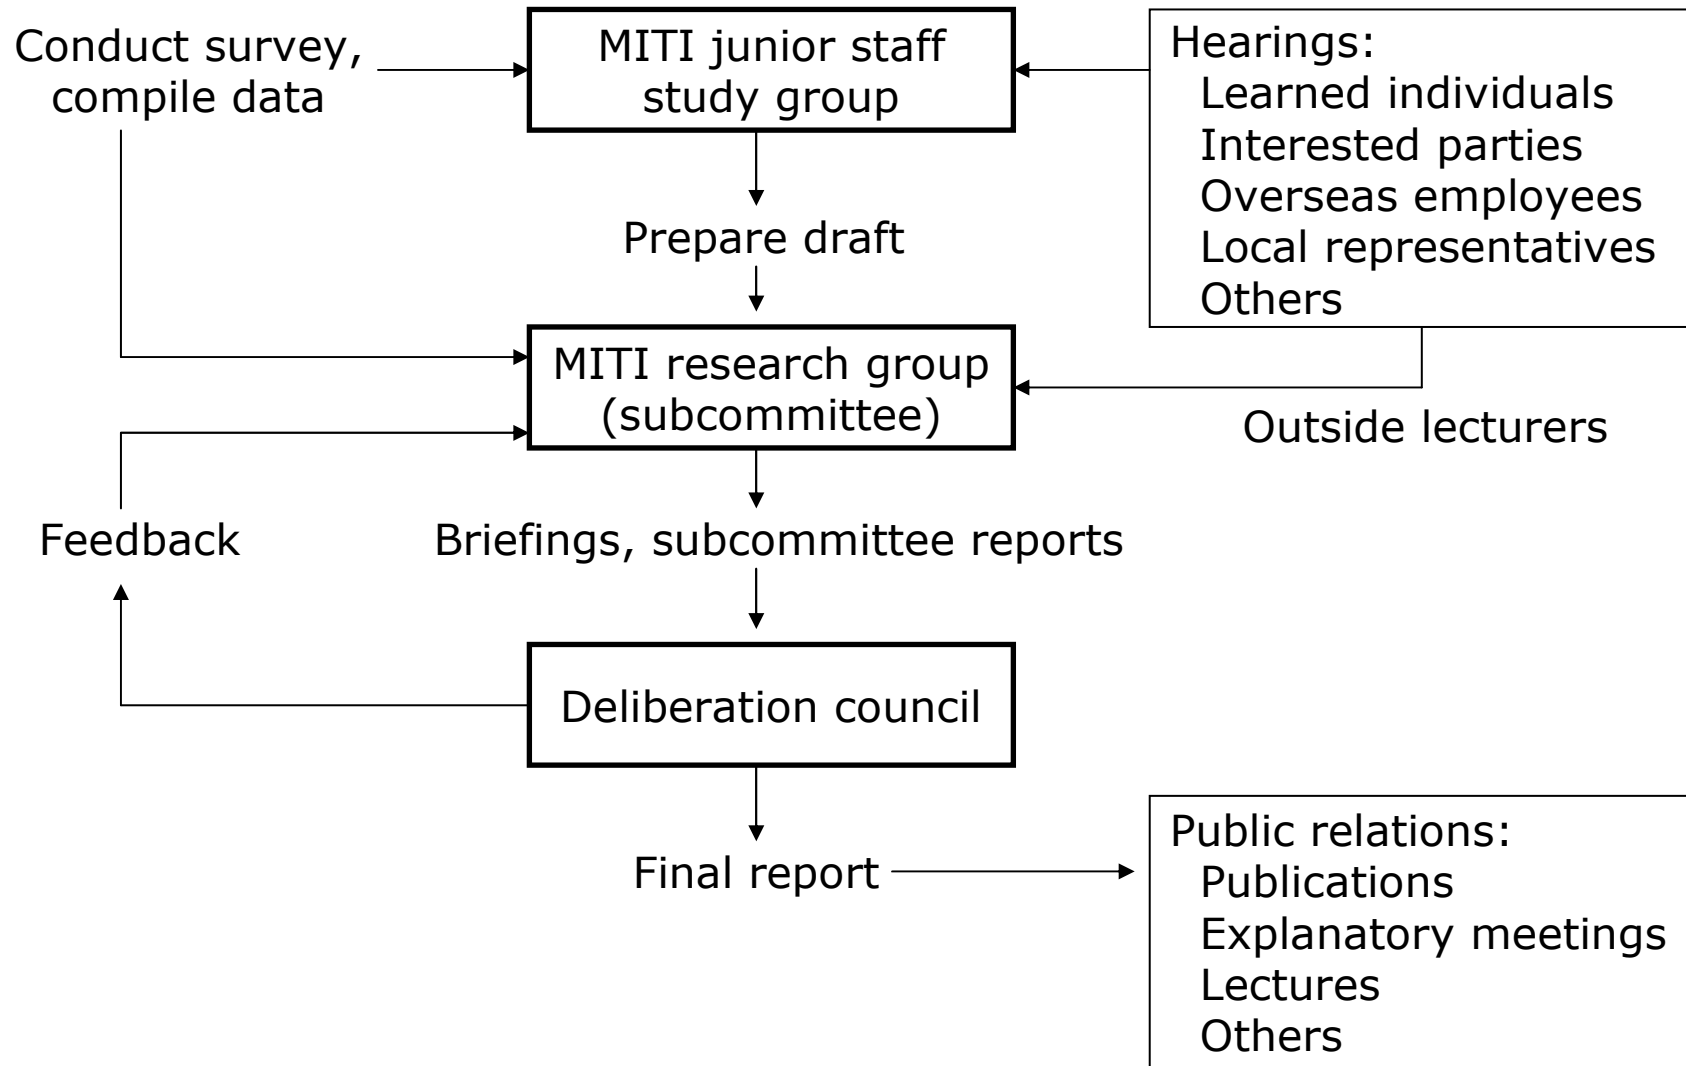 Conduct survey,
compile data
MITI junior staff
study group
Hearings:
Learned individuals
Interested parties
Overseas employees
Local representatives
Others
Prepare draft
MITI research group
(subcommittee)
Outside lecturers
Feedback
Briefings, subcommittee reports
Deliberation council
Final report
Public relations:
Publications
Explanatory meetings
Lectures
Others